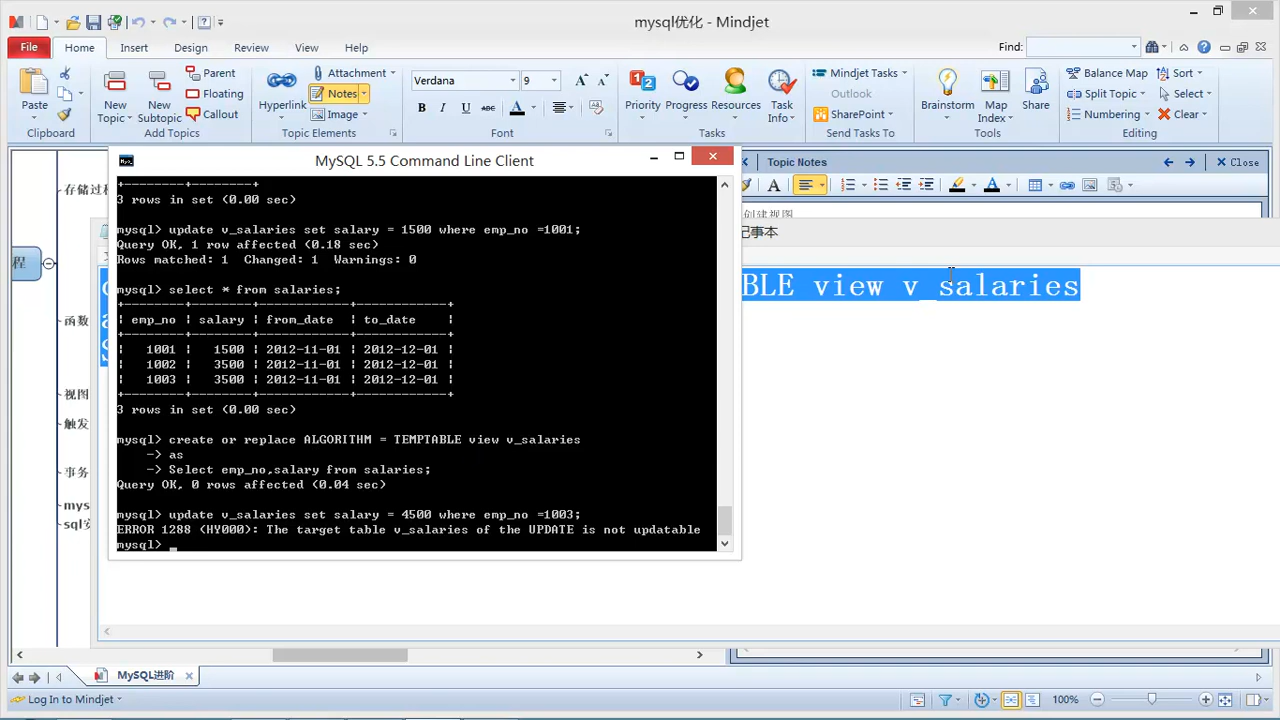 mysql优化 - Mindjet
File Home Insert Design Review View Help Find:
Paste
Clipboard
New Topic
New Subtopic
Parent
Floating
Callout
Add Topics
Hyperlink
Attachment
Notes
Image
Topic Elements
Verdana 9
B I U abc A
Font
Priority
Progress
Resources
Task Info
Tasks
Mindjet Tasks
Outlook
SharePoint
Send Tasks To
Brainstorm
Map Index
Share
Tools
Balance Map
Split Topic
Numbering
Sort
Select
Clear
Editing
MySQL 5.5 Command Line Client
Topic Notes
Close
创建视图
记事本
BLE view v_salaries
存储过程
程
函数
视图
触发
事务
mys
+---------+--------+
3 rows in set (0.00 sec)
mysql> update v_salaries set salary = 1500 where emp_no =1001;
Query OK, 1 row affected (0.18 sec)
Rows matched: 1  Changed: 1  Warnings: 0
mysql> select * from salaries;
+--------+--------+------------+------------+
| emp_no | salary | from_date  | to_date    |
+--------+--------+------------+------------+
|   1001 |   1500 | 2012-11-01 | 2012-12-01 |
|   1002 |   3500 | 2012-11-01 | 2012-12-01 |
|   1003 |   3500 | 2012-11-01 | 2012-12-01 |
+--------+--------+------------+------------+
3 rows in set (0.00 sec)
mysql> create or replace ALGORITHM = TEMPTABLE view v_salaries
    -> as
    -> Select emp_no,salary from salaries;
Query OK, 0 rows affected (0.04 sec)
mysql> update v_salaries set salary = 4500 where emp_no =1003;
ERROR 1288 (HY000): The target table v_salaries of the UPDATE is not updatable
mysql> _
MySQL进阶
Log In to Mindjet
100%